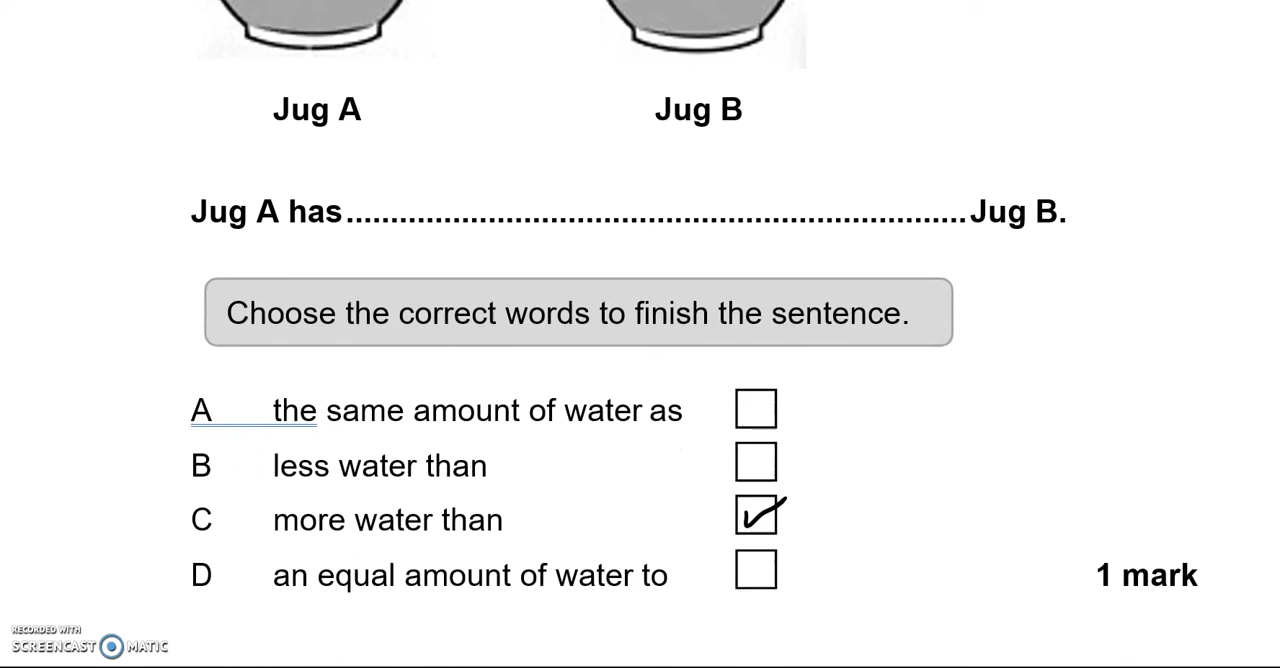 Jug A Jug B
Jug A has......................................................................Jug B.
Choose the correct words to finish the sentence.
A the same amount of water as
B less water than
C more water than
D an equal amount of water to 1 mark
RECORDED WITH
SCREENCAST MATIC